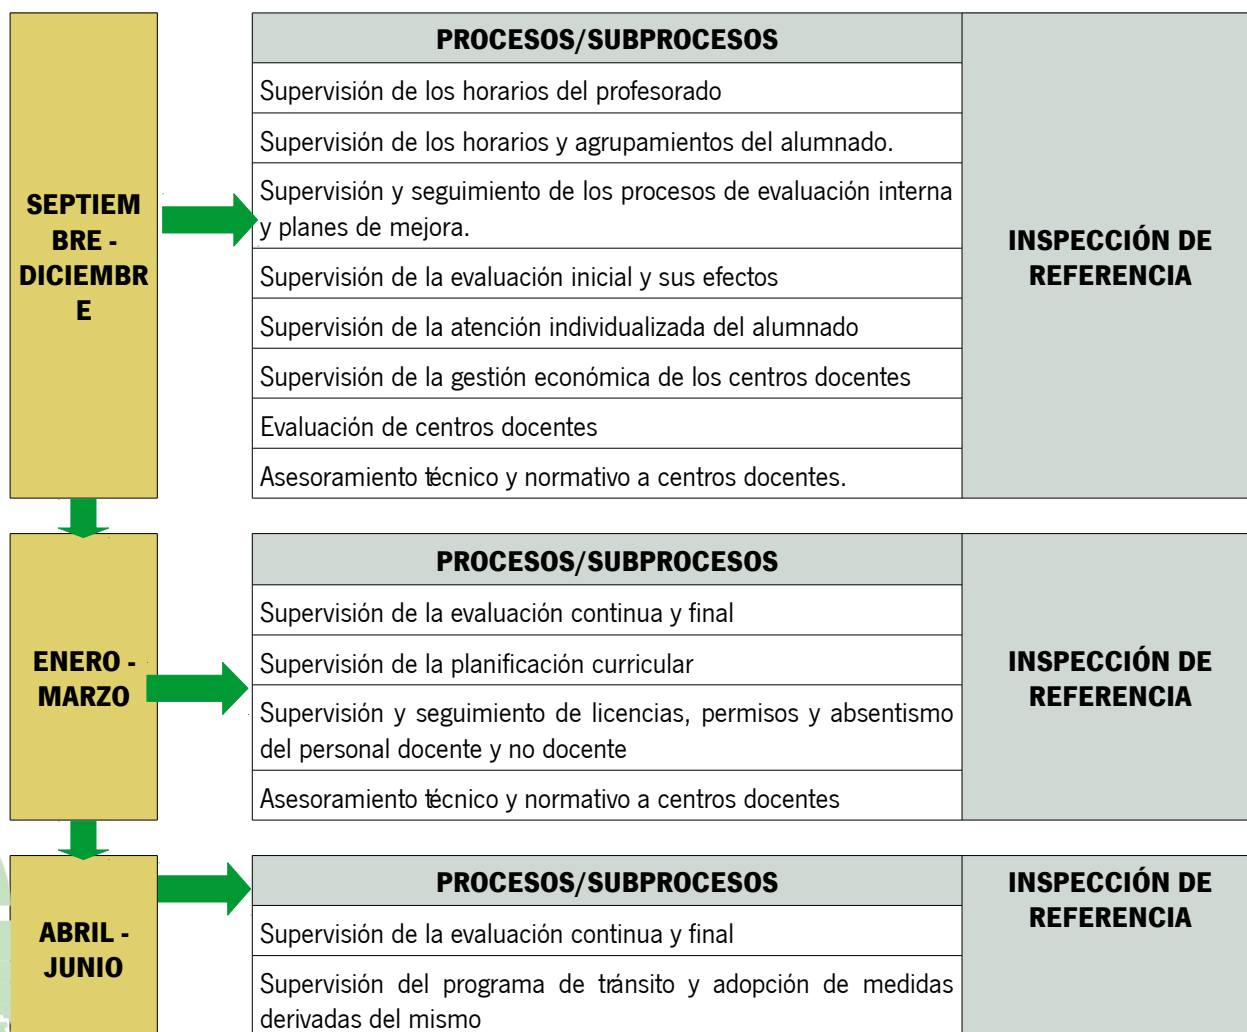 SEPTIEM
BRE -
DICIEMBR
E
PROCESOS/SUBPROCESOS
Supervisión de los horarios del profesorado
Supervisión de los horarios y agrupamientos del alumnado.
Supervisión y seguimiento de los procesos de evaluación interna
y planes de mejora.
Supervisión de la evaluación inicial y sus efectos
Supervisión de la atención individualizada del alumnado
Supervisión de la gestión económica de los centros docentes
Evaluación de centros docentes
Asesoramiento técnico y normativo a centros docentes.
INSPECCIÓN DE
REFERENCIA
ENERO -
MARZO
PROCESOS/SUBPROCESOS
Supervisión de la evaluación continua y final
Supervisión de la planificación curricular
Supervisión y seguimiento de licencias, permisos y absentismo
del personal docente y no docente
Asesoramiento técnico y normativo a centros docentes
INSPECCIÓN DE
REFERENCIA
ABRIL -
JUNIO
PROCESOS/SUBPROCESOS
Supervisión de la evaluación continua y final
Supervisión del programa de tránsito y adopción de medidas
derivadas del mismo
INSPECCIÓN DE
REFERENCIA